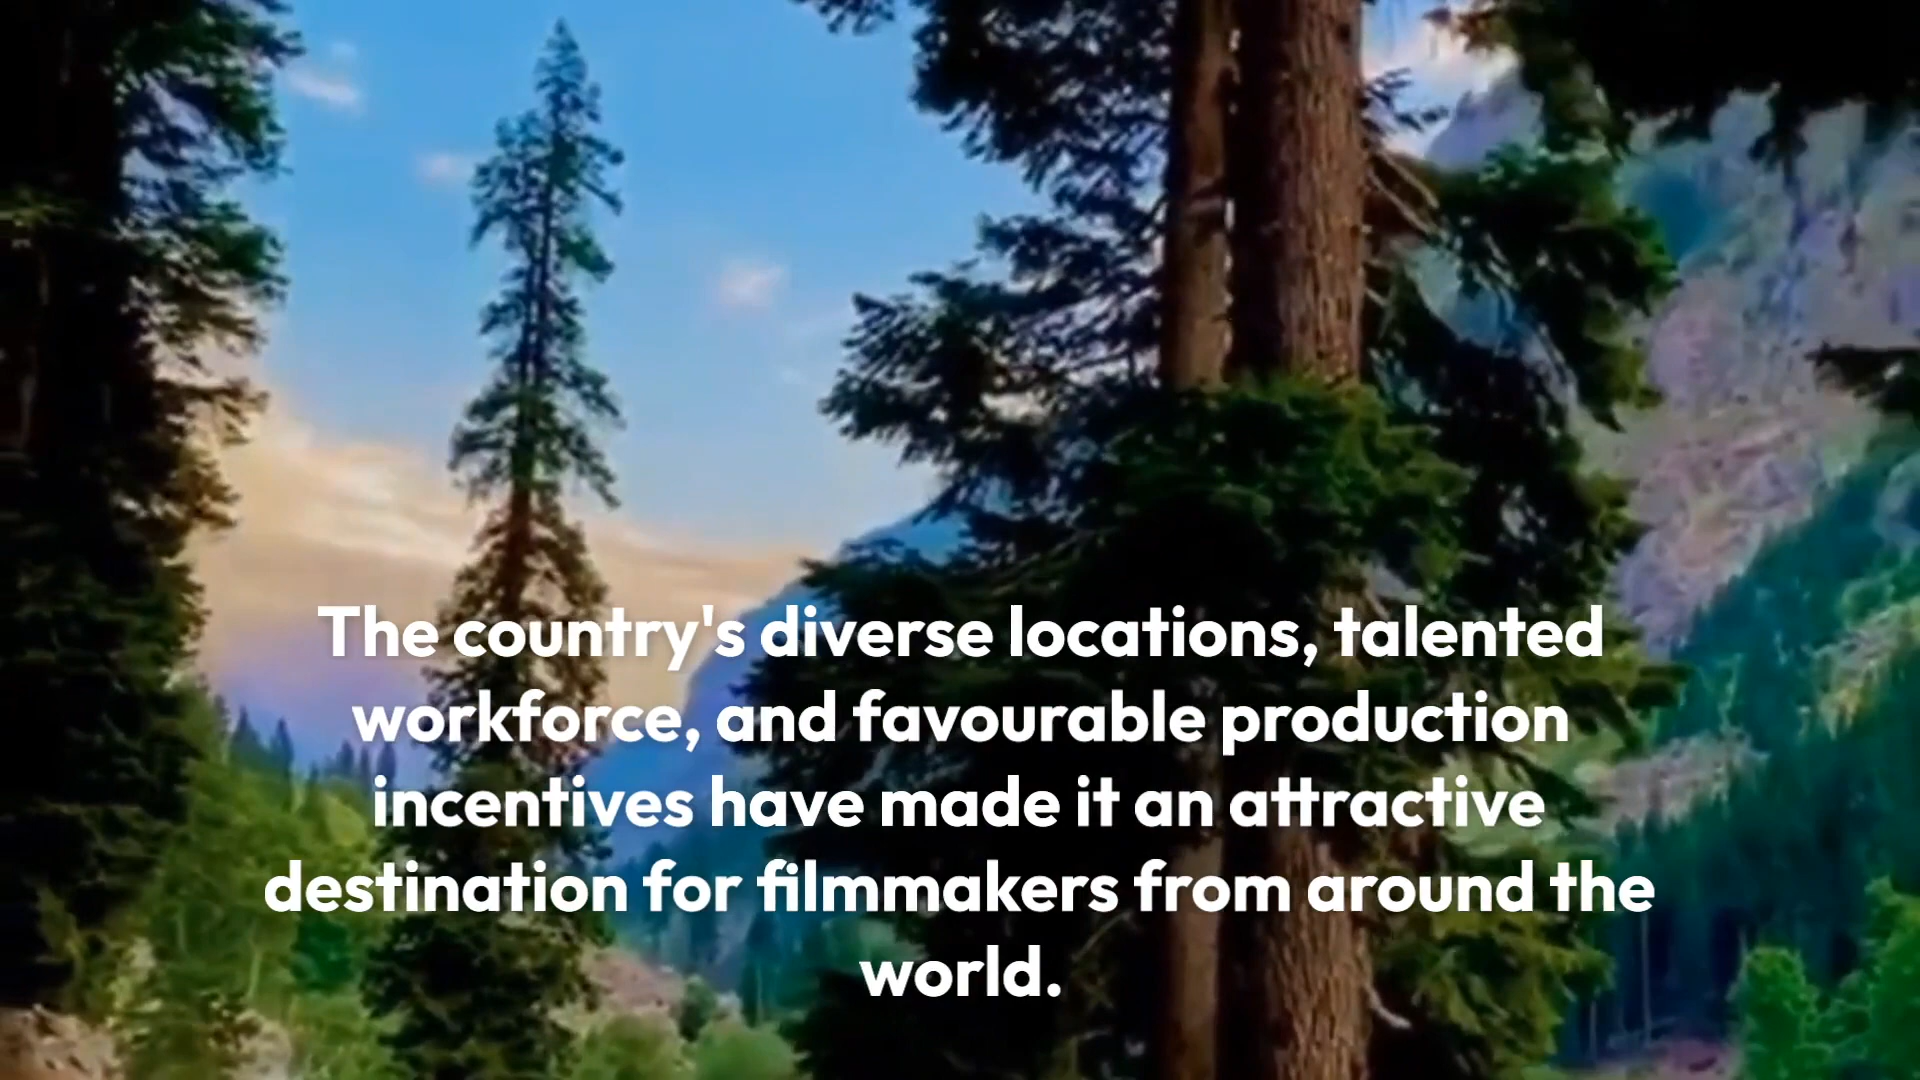 The country's diverse locations, talented
workforce, and favourable production
incentives have made it an attractive
destination for filmmakers from around the
world.